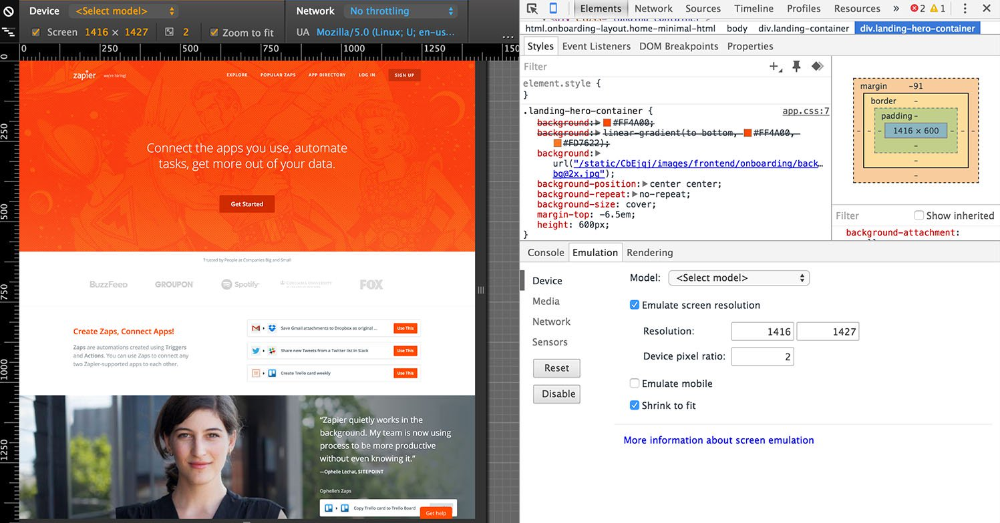 Device <Select model>
Network No throttling
Screen 1416 × 1427 2 Zoom to fit
UA Mozilla/5.0 (Linux; U; en-us...
...
0 250 500 750 1000 1250 150
0
250
500
750
1000
1250
zapier we're hiring!
EXPLORE POPULAR ZAPS APP DIRECTORY LOG IN SIGN UP
Connect the apps you use, automate
tasks, get more out of your data.
Get Started
Trusted by People at Companies Big and Small
BuzzFeed GROUPON Spotify COLUMBIA UNIVERSITY FOX
Create Zaps, Connect Apps!
Zaps are automations created using Triggers
and Actions. You can use Zaps to connect any
two Zapier-supported apps to each other.
Save Gmail attachments to Dropbox as original ... Use This
Share new Tweets from a Twitter list in Slack Use This
Create Trello card weekly Use This
“Zapier quietly works in the
background. My team is now using
process to be more productive
without even knowing it.”
—Ophelie Lechat, SITEPOINT
Ophelie's Zaps
Copy Trello card to Trello Board
Get help
Elements Network Sources Timeline Profiles Resources » 2 1
html.onboarding-layout.home-minimal-html body div.landing-container div.landing-hero-container
Styles Event Listeners DOM Breakpoints Properties
Filter
element.style {
}
.landing-hero-container { app.css:7
background: #FF4A00;
background: linear-gradient(to bottom, #FF4A00,
#FD7622);
background:
url("/static/CbEjqj/images/frontend/onboarding/back…
bg@2x.jpg");
background-position: center center;
background-repeat: no-repeat;
background-size: cover;
margin-top: -6.5em;
height: 600px;
}
margin -91
border -
padding -
- - - 1416 × 600 - - -
-
-
-
Filter Show inherited
background-attachment:
Console Emulation Rendering
Device
Media
Network
Sensors
Reset
Disable
Model: <Select model>
Emulate screen resolution
Resolution: 1416 1427
Device pixel ratio: 2
Emulate mobile
Shrink to fit
More information about screen emulation